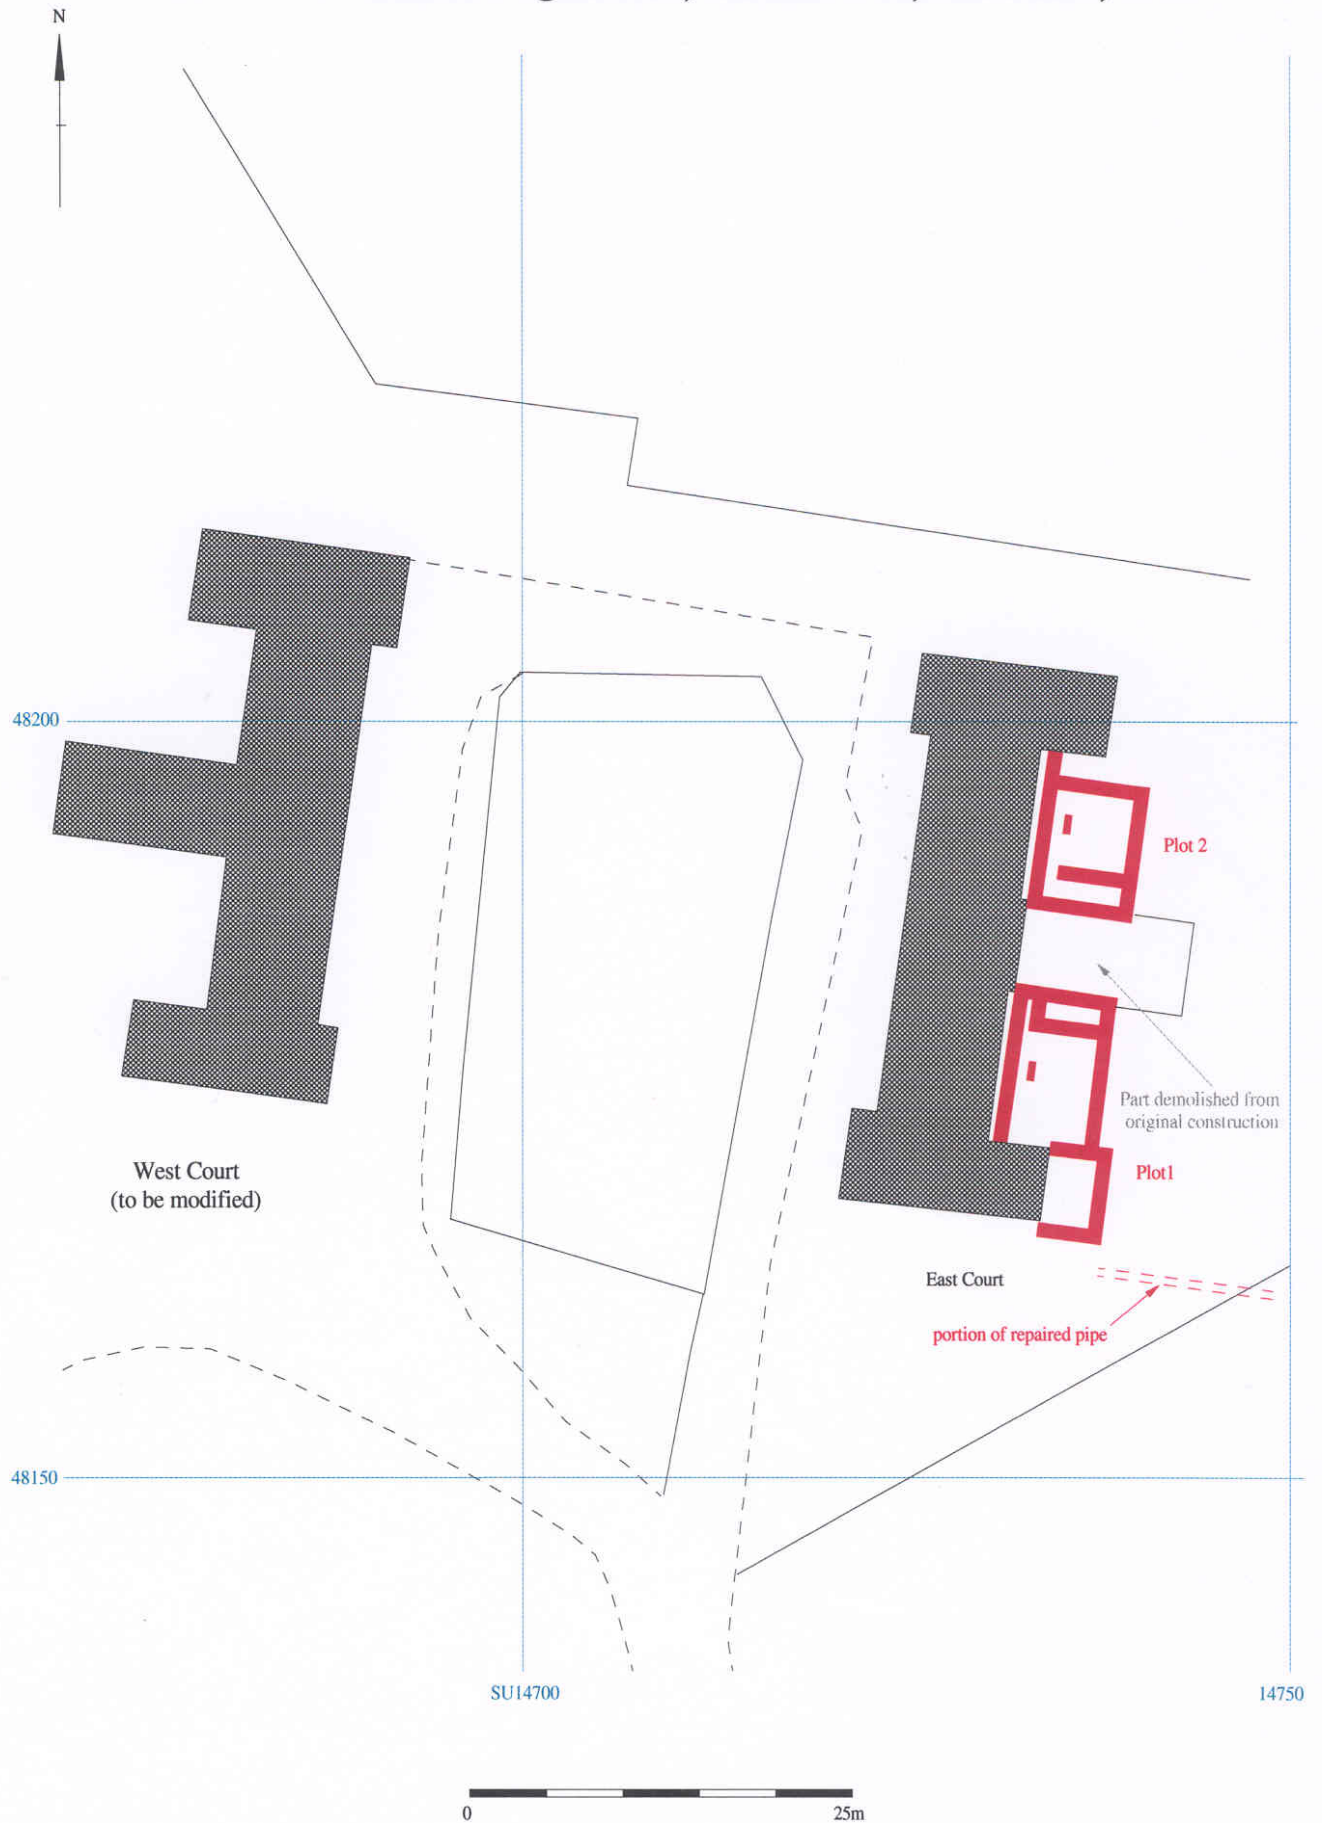 N
48200
Plot 2
Part demolished from
original construction
West Court
(to be modified)
Plot1
East Court
portion of repaired pipe
48150
SU14700
14750
0
25m